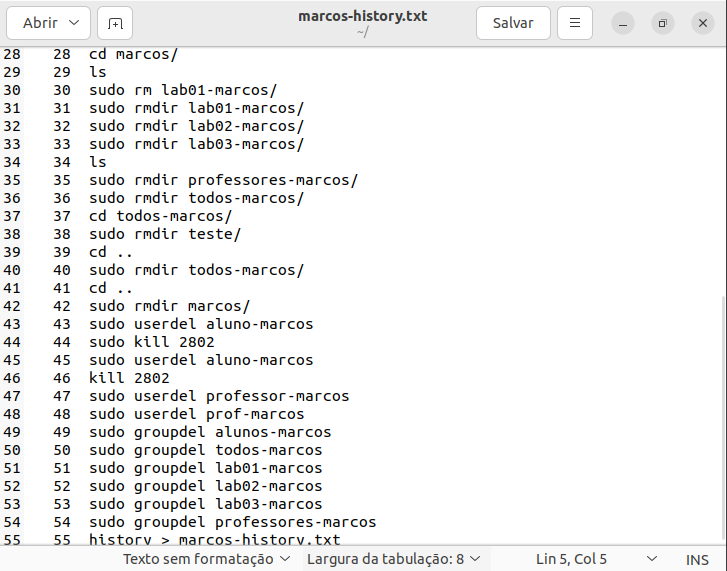 Abrir
marcos-history.txt
~/
Salvar
28 28 cd marcos/
29 29 ls
30 30 sudo rm lab01-marcos/
31 31 sudo rmdir lab01-marcos/
32 32 sudo rmdir lab02-marcos/
33 33 sudo rmdir lab03-marcos/
34 34 ls
35 35 sudo rmdir professores-marcos/
36 36 sudo rmdir todos-marcos/
37 37 cd todos-marcos/
38 38 sudo rmdir teste/
39 39 cd ..
40 40 sudo rmdir todos-marcos/
41 41 cd ..
42 42 sudo rmdir marcos/
43 43 sudo userdel aluno-marcos
44 44 sudo kill 2802
45 45 sudo userdel aluno-marcos
46 46 kill 2802
47 47 sudo userdel professor-marcos
48 48 sudo userdel prof-marcos
49 49 sudo groupdel alunos-marcos
50 50 sudo groupdel todos-marcos
51 51 sudo groupdel lab01-marcos
52 52 sudo groupdel lab02-marcos
53 53 sudo groupdel lab03-marcos
54 54 sudo groupdel professores-marcos
55 55 history > marcos-history.txt
Texto sem formatação Largura da tabulação: 8 Lin 5, Col 5 INS